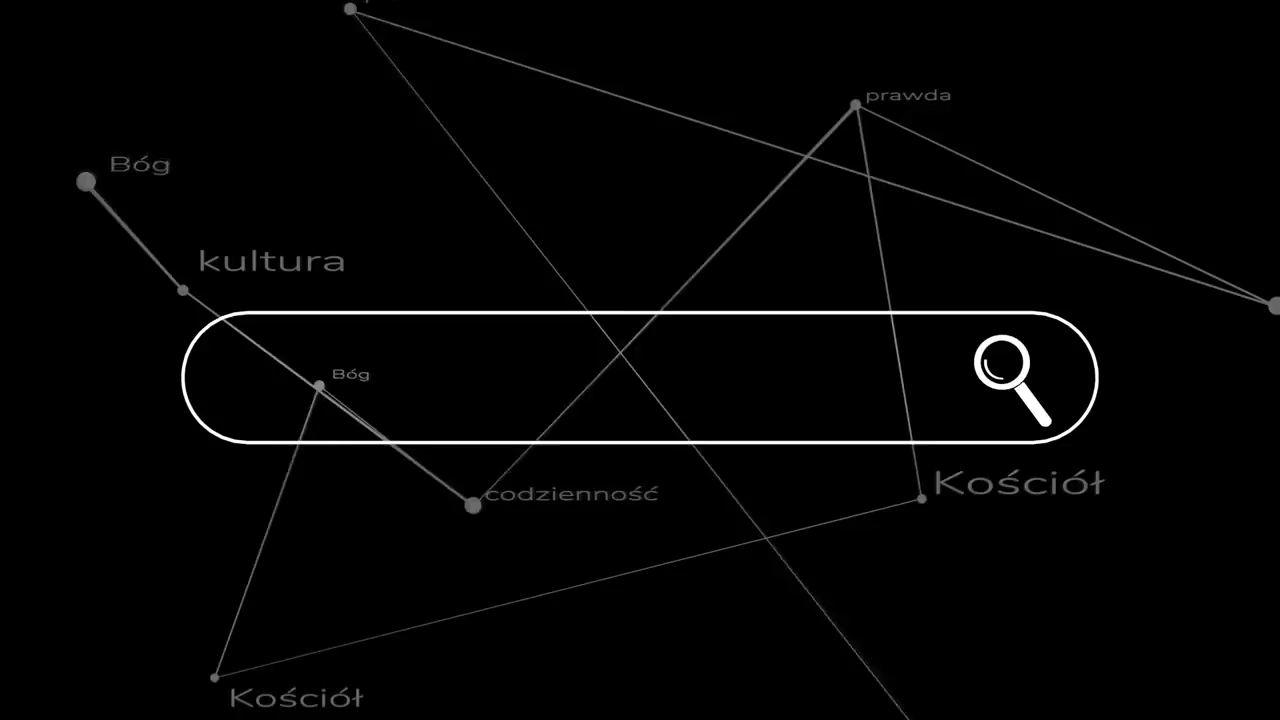 prawda
Bóg
kultura
Bóg
codzienność
Kościół
Kościół